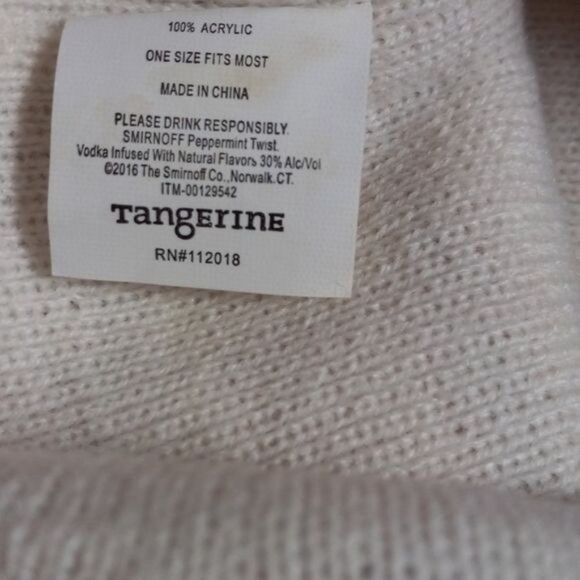 100% ACRYLIC
ONE SIZE FITS MOST
MADE IN CHINA
PLEASE DRINK RESPONSIBLY.
SMIRNOFF Peppermint Twist.
Vodka Infused With Natural Flavors 30% Alc/Vol
©2016 The Smirnoff Co., Norwalk.CT.
ITM-00129542
TangERINE
RN#112018